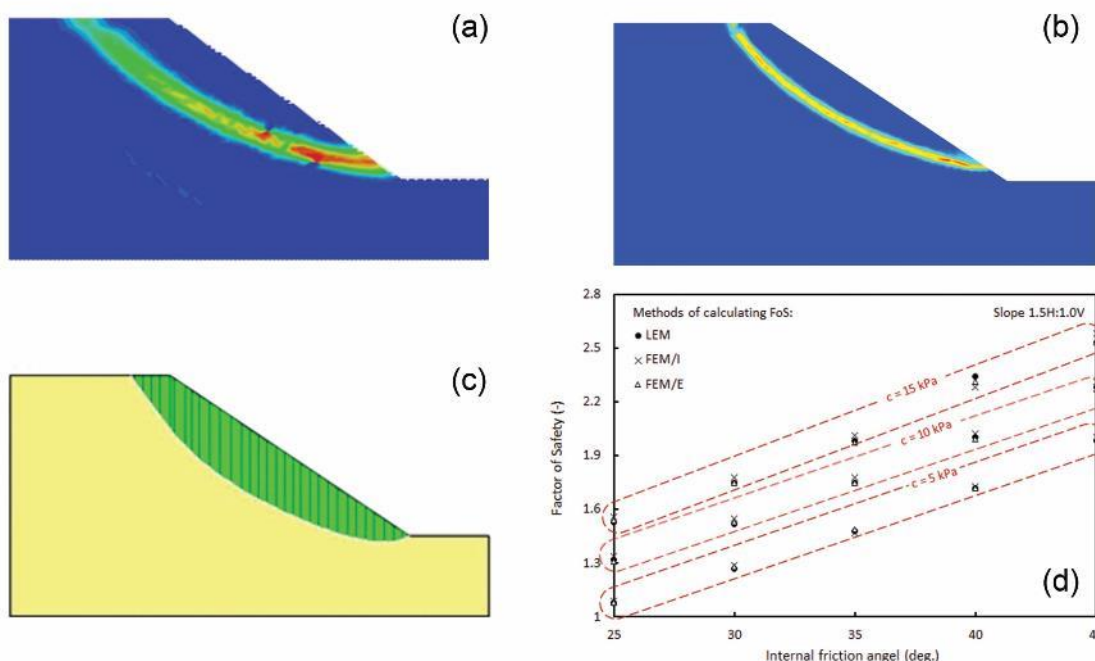 (a)
(b)
(c)
2.8
2.5
2.2
1.9
1.6
1.3
1
Factor of Safety (-)
Methods of calculating FoS:
LEM
FEM/I
FEM/E
Slope 1.5H:1.0V
c = 15 kPa
c = 10 kPa
c = 5 kPa
(d)
25
30
35
40
Internal friction angel (deg.)